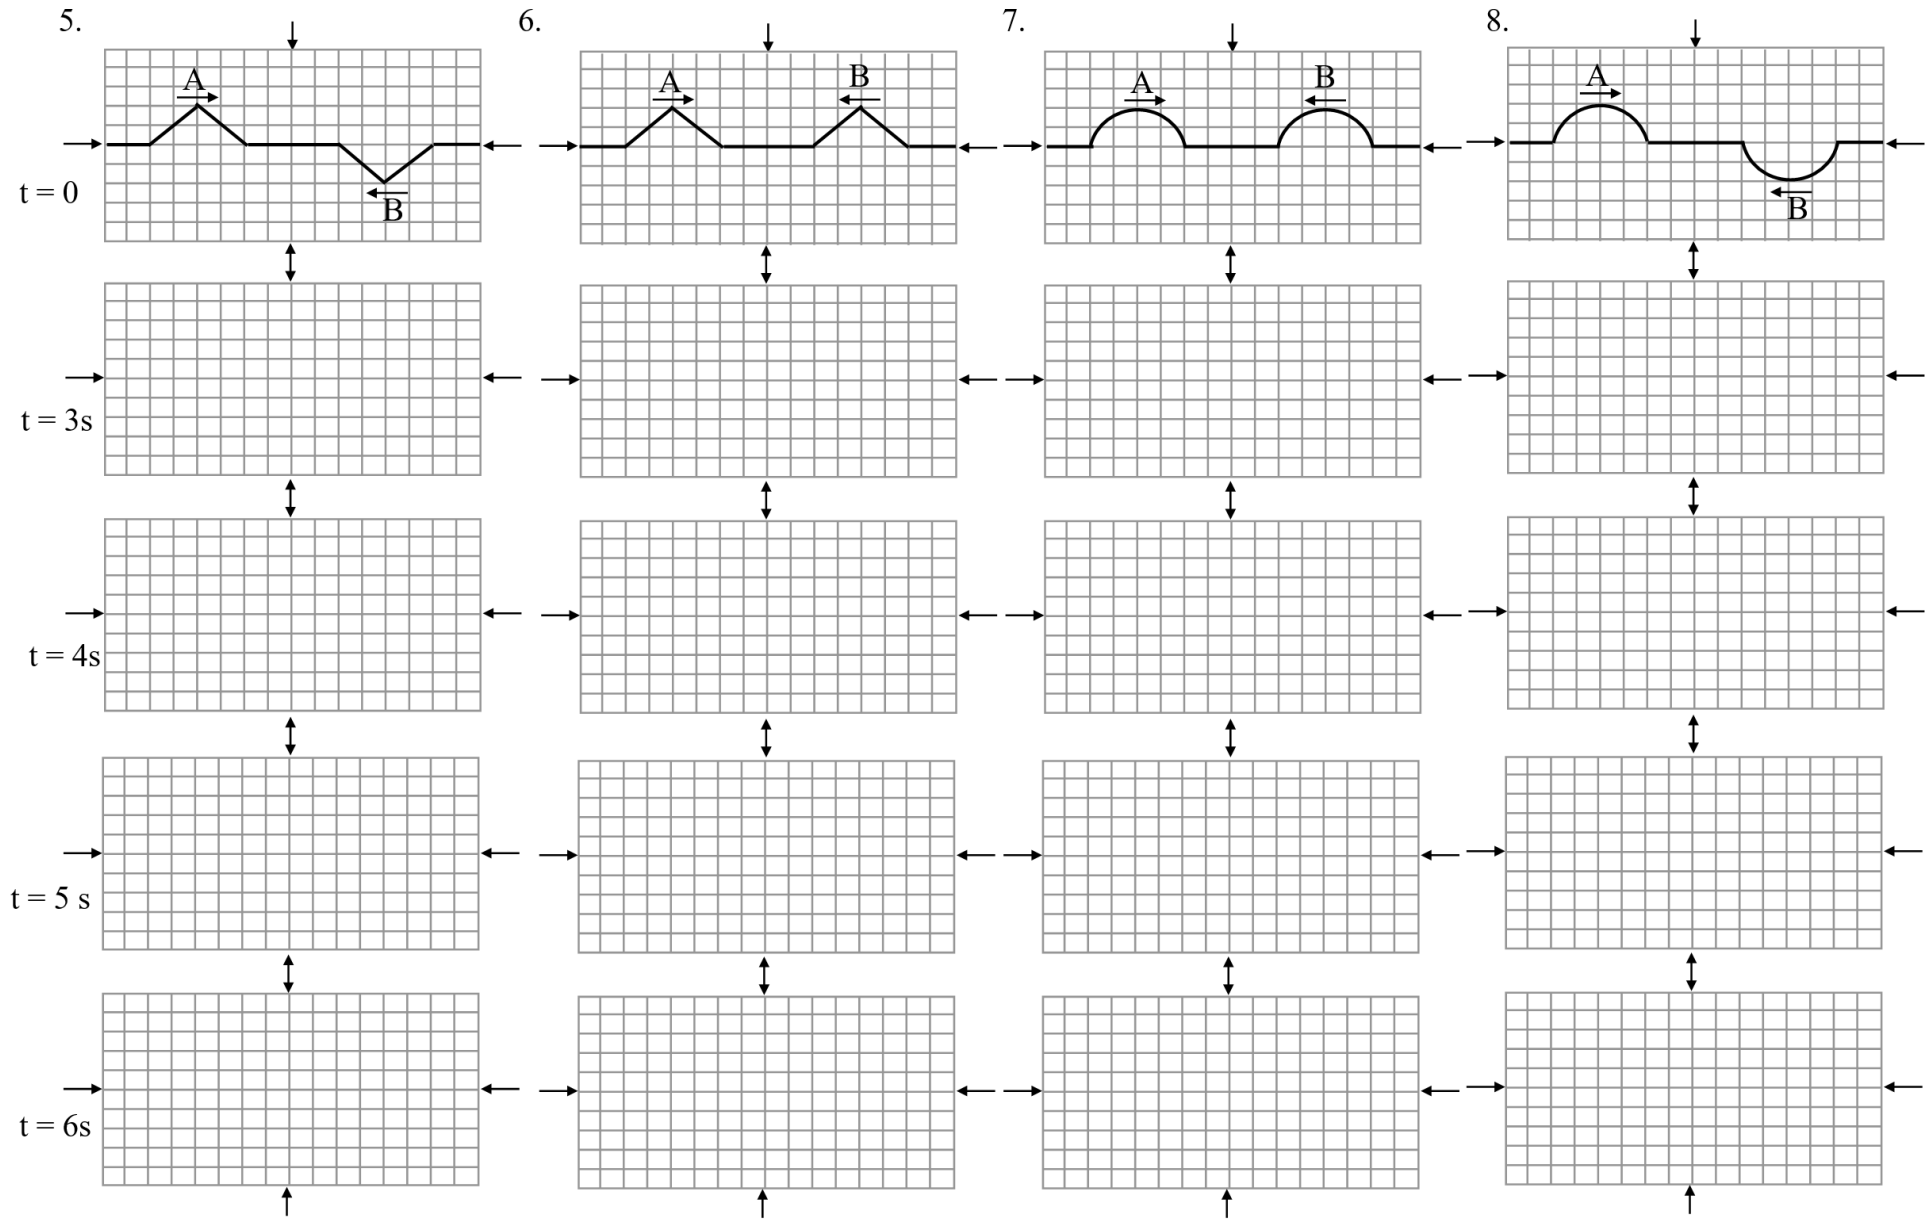 5.
6.
7.
8.
A
B
A
B
A
B
A
B
t = 0
t = 3s
t = 4s
t = 5 s
t = 6s